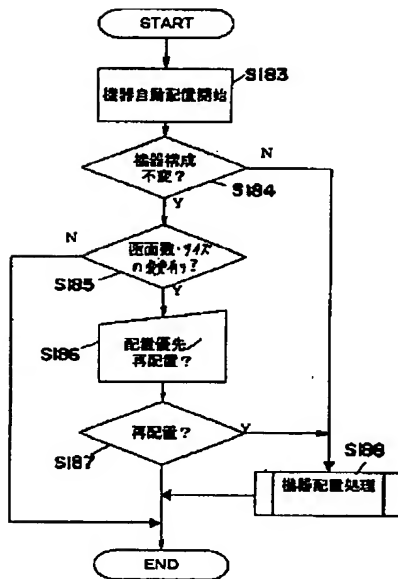 START
S183
機器自動配置開始
機器構成
不変?
N
S184
Y
N
画面数・サイズ
の変更有り?
S185
Y
S186
配置優先/
再配置?
再配置?
Y
S187
S188
機器配置処理
END